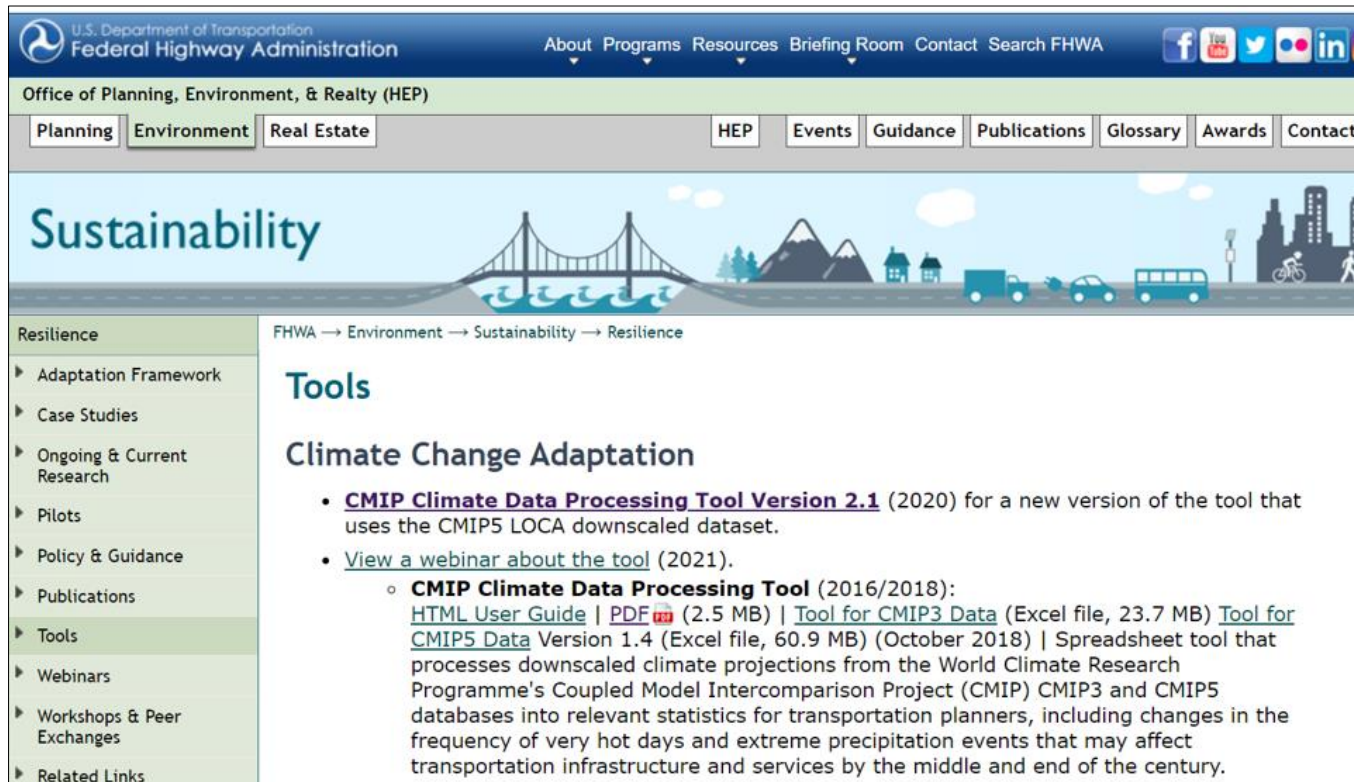 U.S. Department of Transportation
Federal Highway Administration
About Programs Resources Briefing Room Contact Search FHWA
f You Tube in
Office of Planning, Environment, & Realty (HEP)
Planning Environment Real Estate HEP Events Guidance Publications Glossary Awards Contact
Sustainability
Resilience
Adaptation Framework
Case Studies
Ongoing & Current
Research
Pilots
Policy & Guidance
Publications
Tools
Webinars
Workshops & Peer
Exchanges
Related Links
FHWA → Environment → Sustainability → Resilience
Tools
Climate Change Adaptation
• CMIP Climate Data Processing Tool Version 2.1 (2020) for a new version of the tool that
uses the CMIP5 LOCA downscaled dataset.
• View a webinar about the tool (2021).
○ CMIP Climate Data Processing Tool (2016/2018):
HTML User Guide | PDF (2.5 MB) | Tool for CMIP3 Data (Excel file, 23.7 MB) Tool for
CMIP5 Data Version 1.4 (Excel file, 60.9 MB) (October 2018) | Spreadsheet tool that
processes downscaled climate projections from the World Climate Research
Programme's Coupled Model Intercomparison Project (CMIP) CMIP3 and CMIP5
databases into relevant statistics for transportation planners, including changes in the
frequency of very hot days and extreme precipitation events that may affect
transportation infrastructure and services by the middle and end of the century.